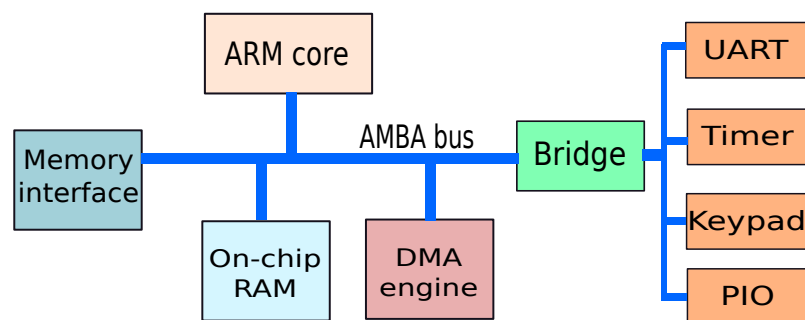 ARM core
UART
AMBA bus
Timer
Memory
interface
Bridge
Keypad
On-chip
RAM
DMA
engine
PIO